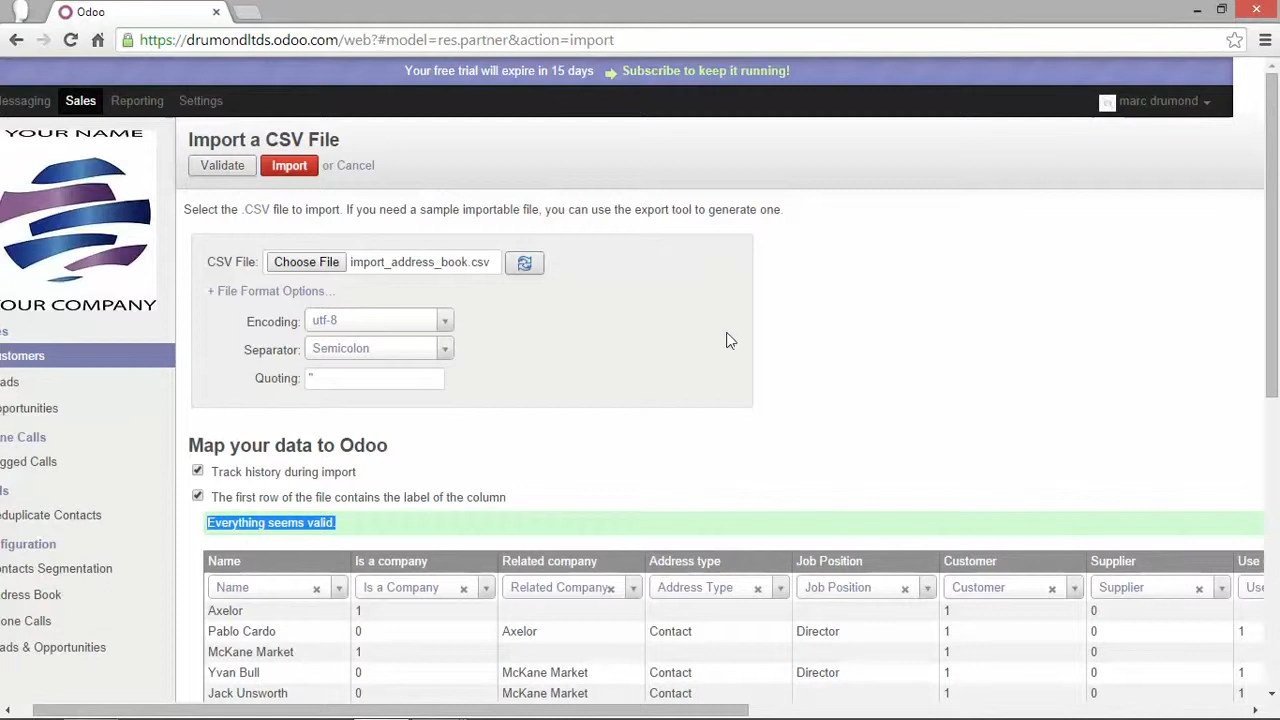 Odoo
https://drumondltds.odoo.com/web?#model=res.partner&action=import
Your free trial will expire in 15 days Subscribe to keep it running!
essaging Sales Reporting Settings marc drumond
YOUR NAME
YOUR COMPANY
es
ustomers
ads
pportunities
ne Calls
gged Calls
ls
eduplicate Contacts
figuration
ontacts Segmentation
dress Book
one Calls
ads & Opportunities
Import a CSV File
Validate Import or Cancel
Select the .CSV file to import. If you need a sample importable file, you can use the export tool to generate one.
CSV File: Choose File import_address_book.csv
+ File Format Options...
Encoding: utf-8
Separator: Semicolon
Quoting: "
Map your data to Odoo
Track history during import
The first row of the file contains the label of the column
Everything seems valid.
Name Is a company Related company Address type Job Position Customer Supplier Use
Name Is a Company Related Company Address Type Job Position Customer Supplier Use
Axelor 1 1 0
Pablo Cardo 0 Axelor Contact Director 1 0 1
McKane Market 1 1 0
Yvan Bull 0 McKane Market Contact Director 1 0 1
Jack Unsworth 0 McKane Market Contact 1 0 1